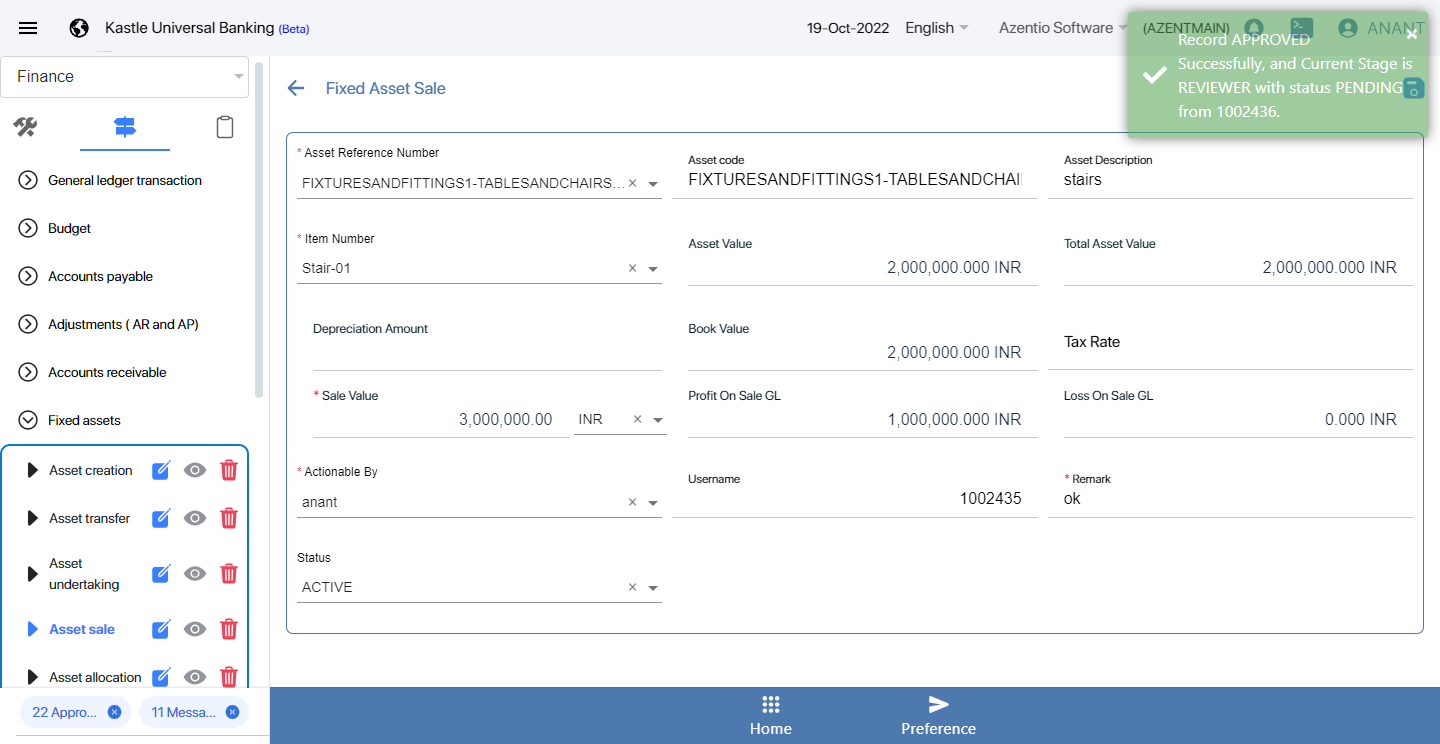 Kastle Universal Banking (Beta)
19-Oct-2022
English
Azentio Software
(AZENTMAIN)
ANANT
Record APPROVED
Successfully, and Current Stage is
REVIEWER with status PENDING
from 1002436.
Finance
General ledger transaction
Budget
Accounts payable
Adjustments ( AR and AP)
Accounts receivable
Fixed assets
Asset creation
Asset transfer
Asset
undertaking
Asset sale
Asset allocation
22 Appro...
11 Messa...
Fixed Asset Sale
* Asset Reference Number
FIXTURESANDFITTINGS1-TABLESANDCHAIRS...
Asset code
FIXTURESANDFITTINGS1-TABLESANDCHAI
Asset Description
stairs
* Item Number
Stair-01
Asset Value
2,000,000.000 INR
Total Asset Value
2,000,000.000 INR
Depreciation Amount
Book Value
2,000,000.000 INR
Tax Rate
* Sale Value
3,000,000.00
INR
Profit On Sale GL
1,000,000.000 INR
Loss On Sale GL
0.000 INR
* Actionable By
anant
Username
1002435
* Remark
ok
Status
ACTIVE
Home
Preference